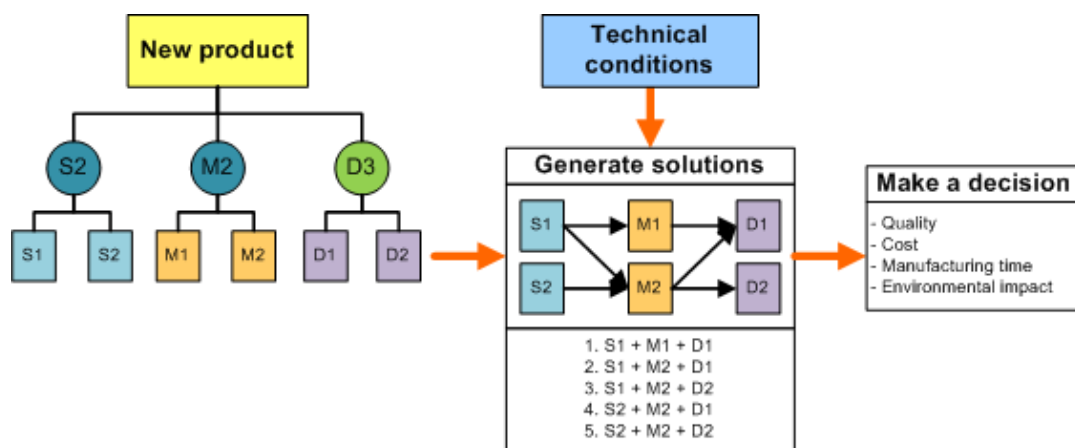 New product
Technical
conditions
S2
M2
D3
S1
S2
M1
M2
D1
D2
Generate solutions
S1
M1
D1
S2
M2
D2
1. S1 + M1 + D1
2. S1 + M2 + D1
3. S1 + M2 + D2
4. S2 + M2 + D1
5. S2 + M2 + D2
Make a decision
- Quality
- Cost
- Manufacturing time
- Environmental impact